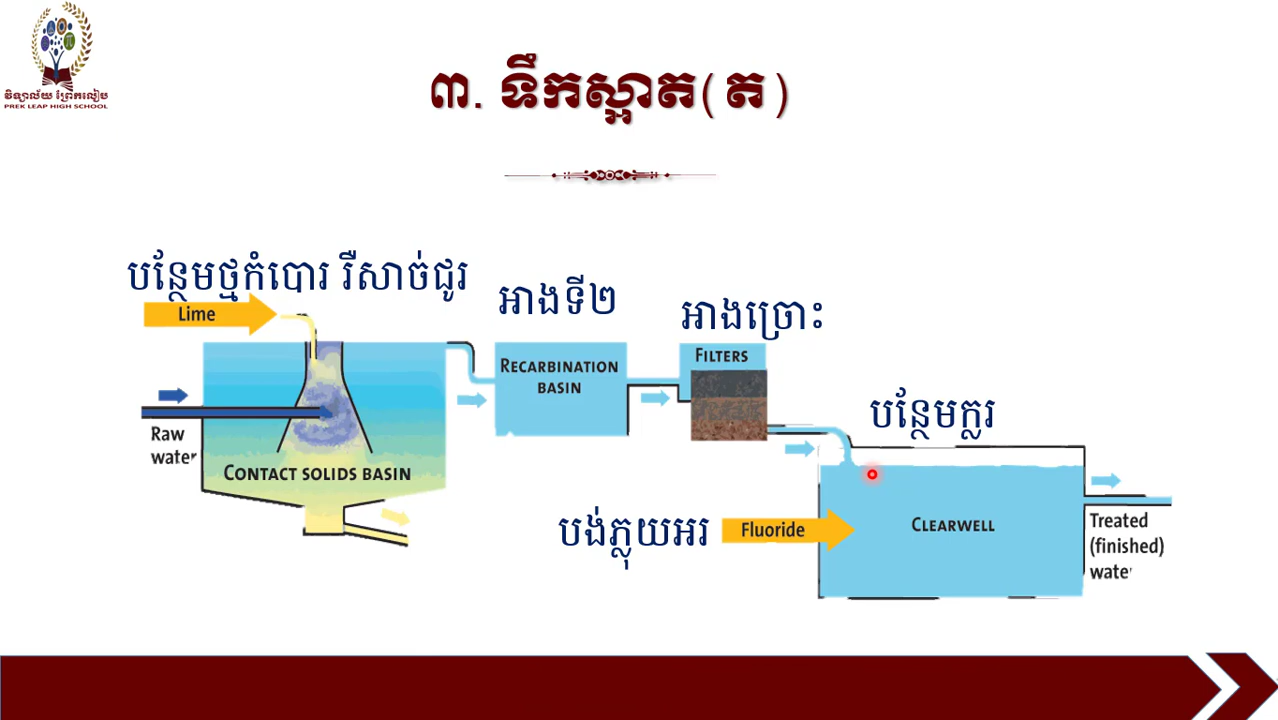 វិទ្យាល័យ ព្រែកលៀប
PREK LEAP HIGH SCHOOL
៣. ទឹកស្អាត(ត)
បន្ថែមថ្មកំបោរ រឺសាច់ជូរ
Lime
អាងទី២
អាងច្រោះ
FILTERS
RECARBINATION
BASIN
Raw
water
CONTACT SOLIDS BASIN
បន្ថែមក្លរ
បង់ភ្លុយអរ
Fluoride
CLEARWELL
Treated
(finished)
water